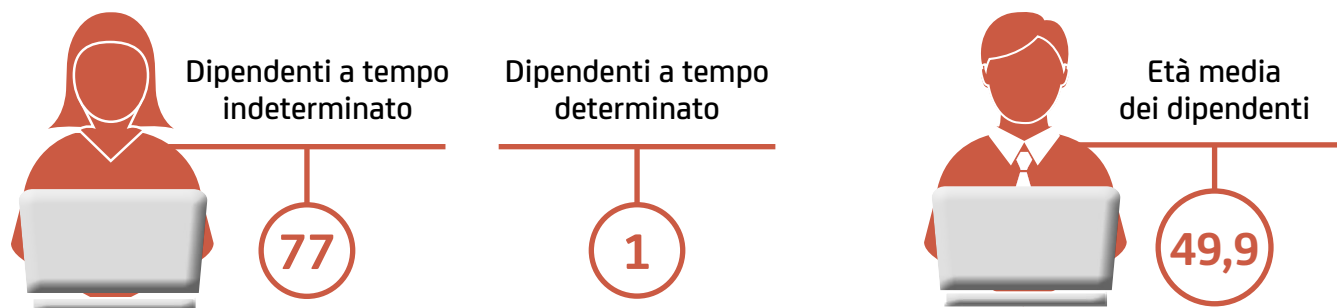 Dipendenti a tempo
indeterminato
77
Dipendenti a tempo
determinato
1
Età media
dei dipendenti
49,9